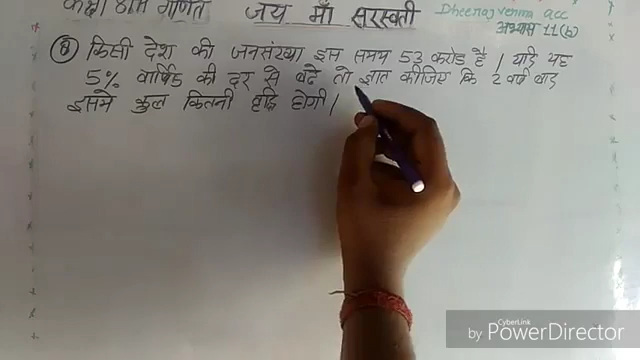 कक्षा 8th गणित जय माँ सरस्वती Dheeraj verma acc
अभ्यास 11(b)
8 किसी देश की जनसंख्या इस समय 53 करोड़ है । यदि यह
5% वार्षिक की दर से बढे तो ज्ञात कीजिए कि 2 वर्ष बाद
इसमे कुल कितनी वृद्धि होगी ।
CyberLink
by PowerDirector